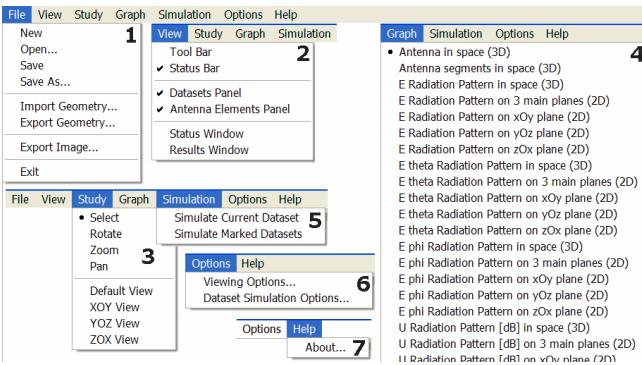 File View Study Graph Simulation Options Help
New
Open...
Save
Save As...
Import Geometry...
Export Geometry...
Export Image...
Exit
1
View Study Graph Simulation
Tool Bar
Status Bar
Datasets Panel
Antenna Elements Panel
Status Window
Results Window
2
File View Study Graph Simulation Options Help
Select
Rotate
Zoom
Pan
Default View
XOY View
YOZ View
ZOX View
3
Simulate Current Dataset
Simulate Marked Datasets
5
Options Help
Viewing Options...
Dataset Simulation Options...
6
Options Help
About...
7
Graph Simulation Options Help
4
Antenna in space (3D)
Antenna segments in space (3D)
E Radiation Pattern in space (3D)
E Radiation Pattern on 3 main planes (2D)
E Radiation Pattern on xOy plane (2D)
E Radiation Pattern on yOz plane (2D)
E Radiation Pattern on zOx plane (2D)
E theta Radiation Pattern in space (3D)
E theta Radiation Pattern on 3 main planes (2D)
E theta Radiation Pattern on xOy plane (2D)
E theta Radiation Pattern on yOz plane (2D)
E theta Radiation Pattern on zOx plane (2D)
E phi Radiation Pattern in space (3D)
E phi Radiation Pattern on 3 main planes (2D)
E phi Radiation Pattern on xOy plane (2D)
E phi Radiation Pattern on yOz plane (2D)
E phi Radiation Pattern on zOx plane (2D)
U Radiation Pattern [dB] in space (3D)
U Radiation Pattern [dB] on 3 main planes (2D)
U Radiation Pattern [dB] on xOy plane (2D)